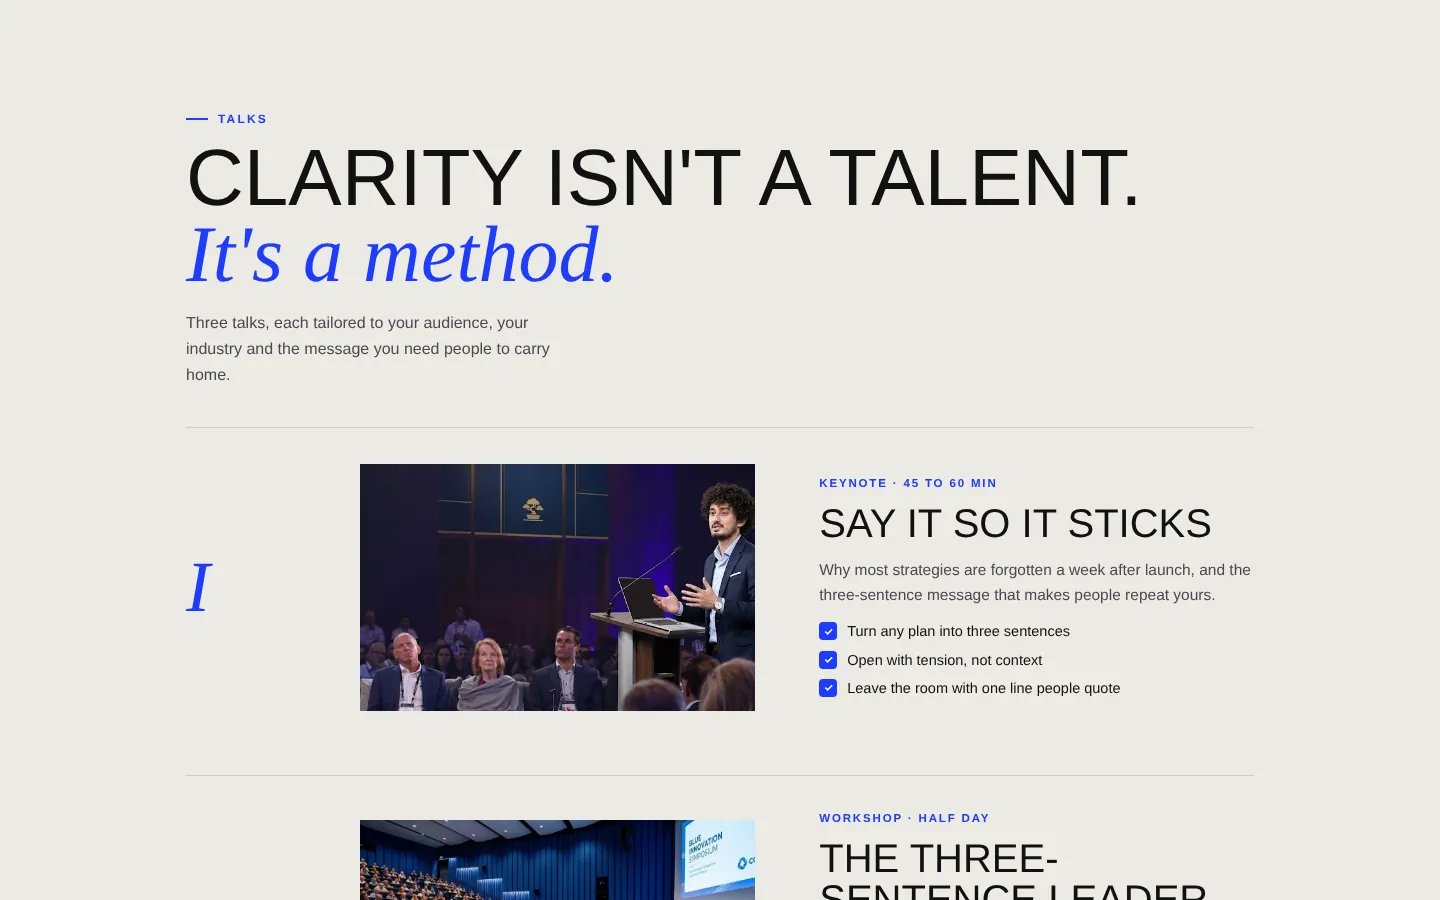 TALKS
CLARITY ISN'T A TALENT.
It's a method.
Three talks, each tailored to your audience, your
industry and the message you need people to carry
home.
I
KEYNOTE · 45 TO 60 MIN
SAY IT SO IT STICKS
Why most strategies are forgotten a week after launch, and the
three-sentence message that makes people repeat yours.
Turn any plan into three sentences
Open with tension, not context
Leave the room with one line people quote
BLUE
INNOVATION
SYMPOSIUM
WORKSHOP · HALF DAY
THE THREE-
SENTENCE LEADER